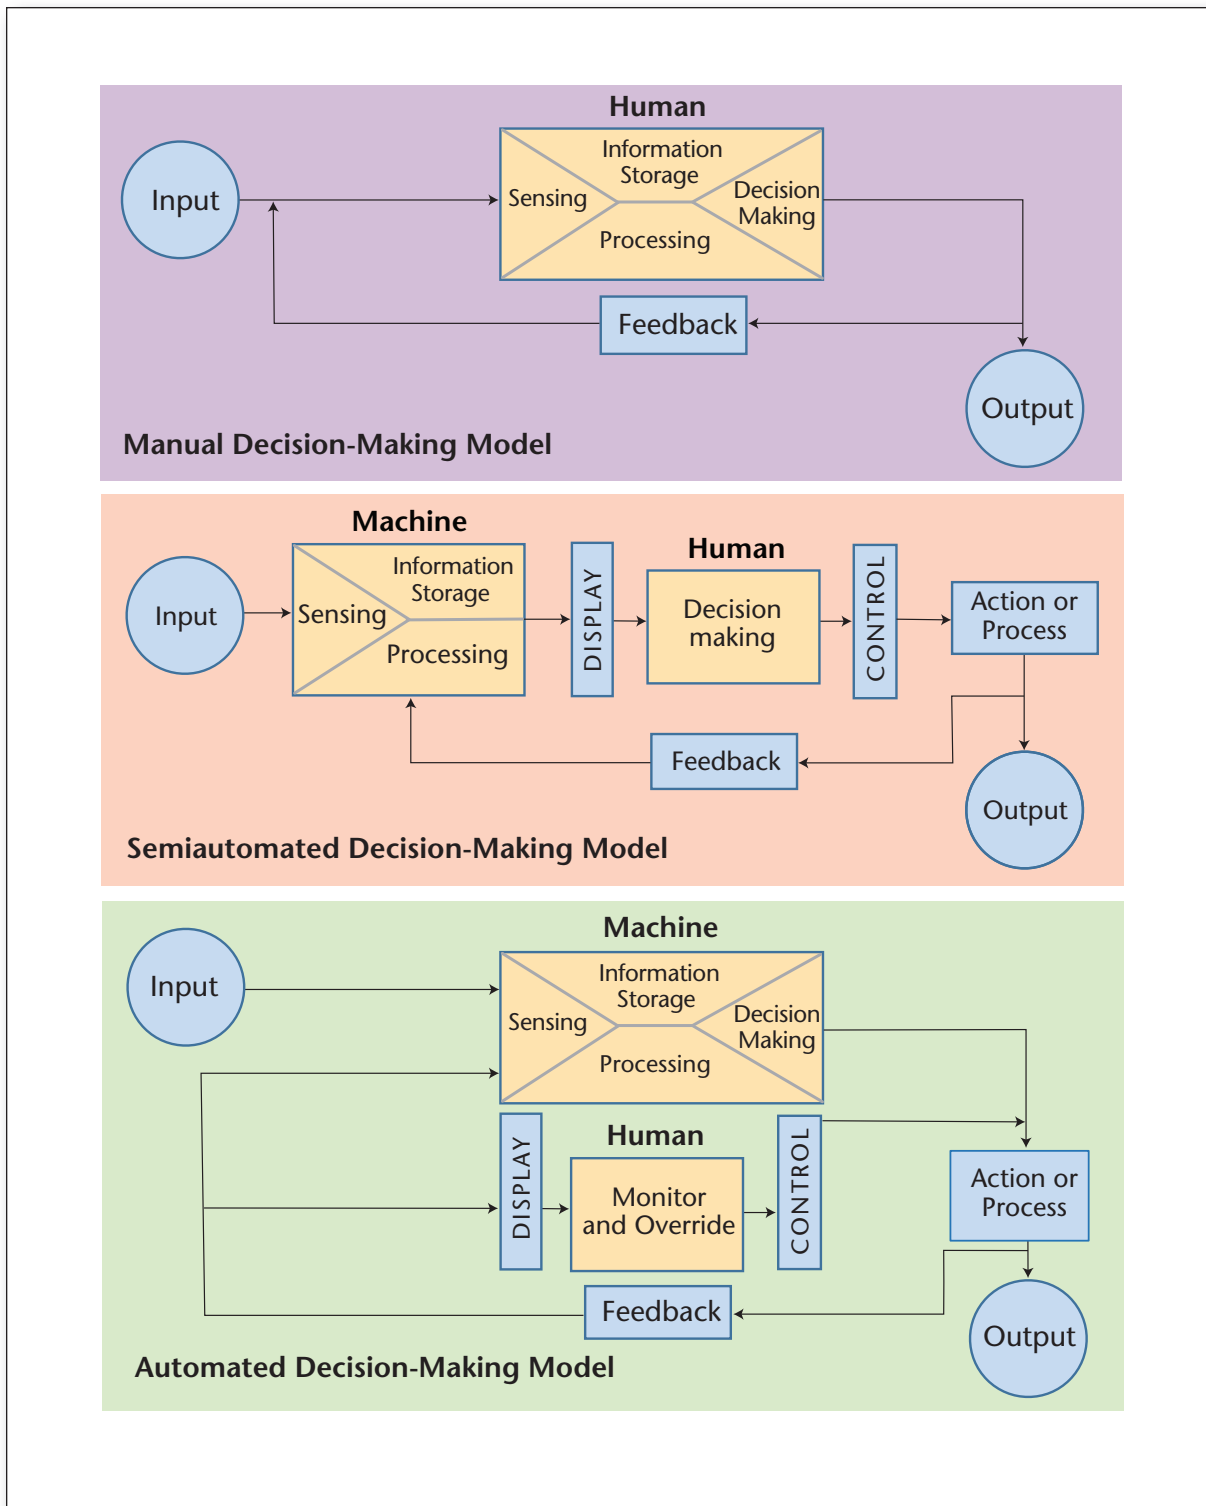 Human
Input
Information
Storage
Sensing
Decision
Making
Processing
Feedback
Output
Manual Decision-Making Model
Machine
Human
Input
Information
Storage
Sensing
Processing
DISPLAY
Decision
making
CONTROL
Action or
Process
Feedback
Output
Semiautomated Decision-Making Model
Machine
Input
Information
Storage
Sensing
Decision
Making
Processing
Human
DISPLAY
Monitor
and Override
CONTROL
Action or
Process
Feedback
Output
Automated Decision-Making Model